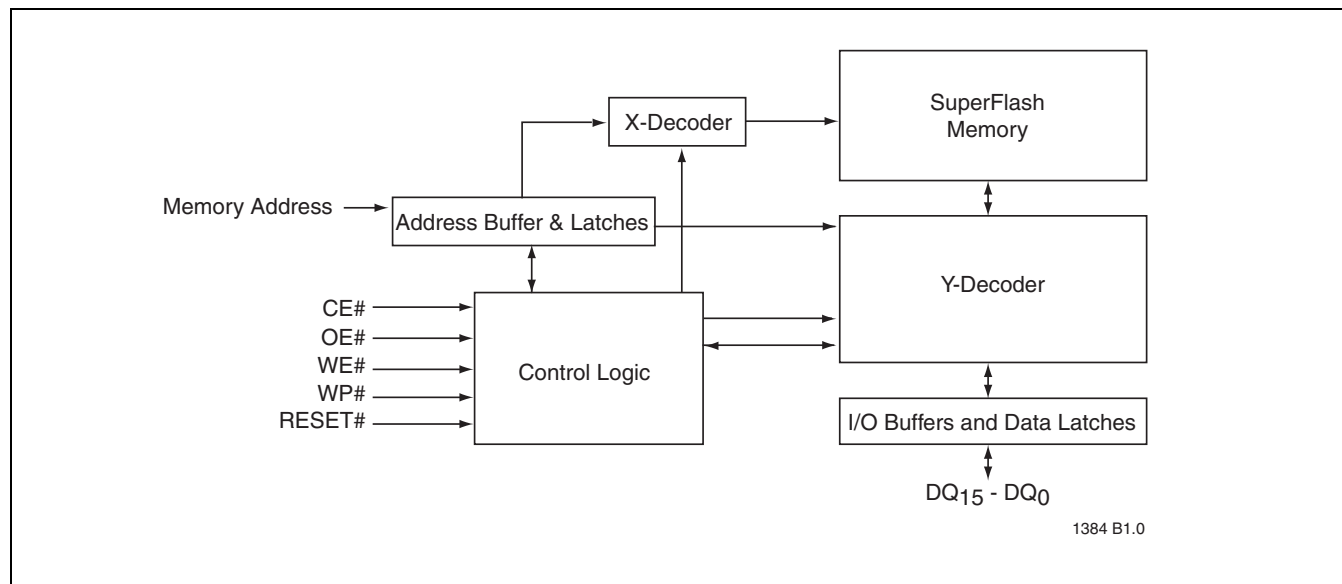 SuperFlash
Memory
X-Decoder
Memory Address
Address Buffer & Latches
Y-Decoder
CE#
OE#
WE#
WP#
RESET#
Control Logic
I/O Buffers and Data Latches
DQ15 - DQ0
1384 B1.0